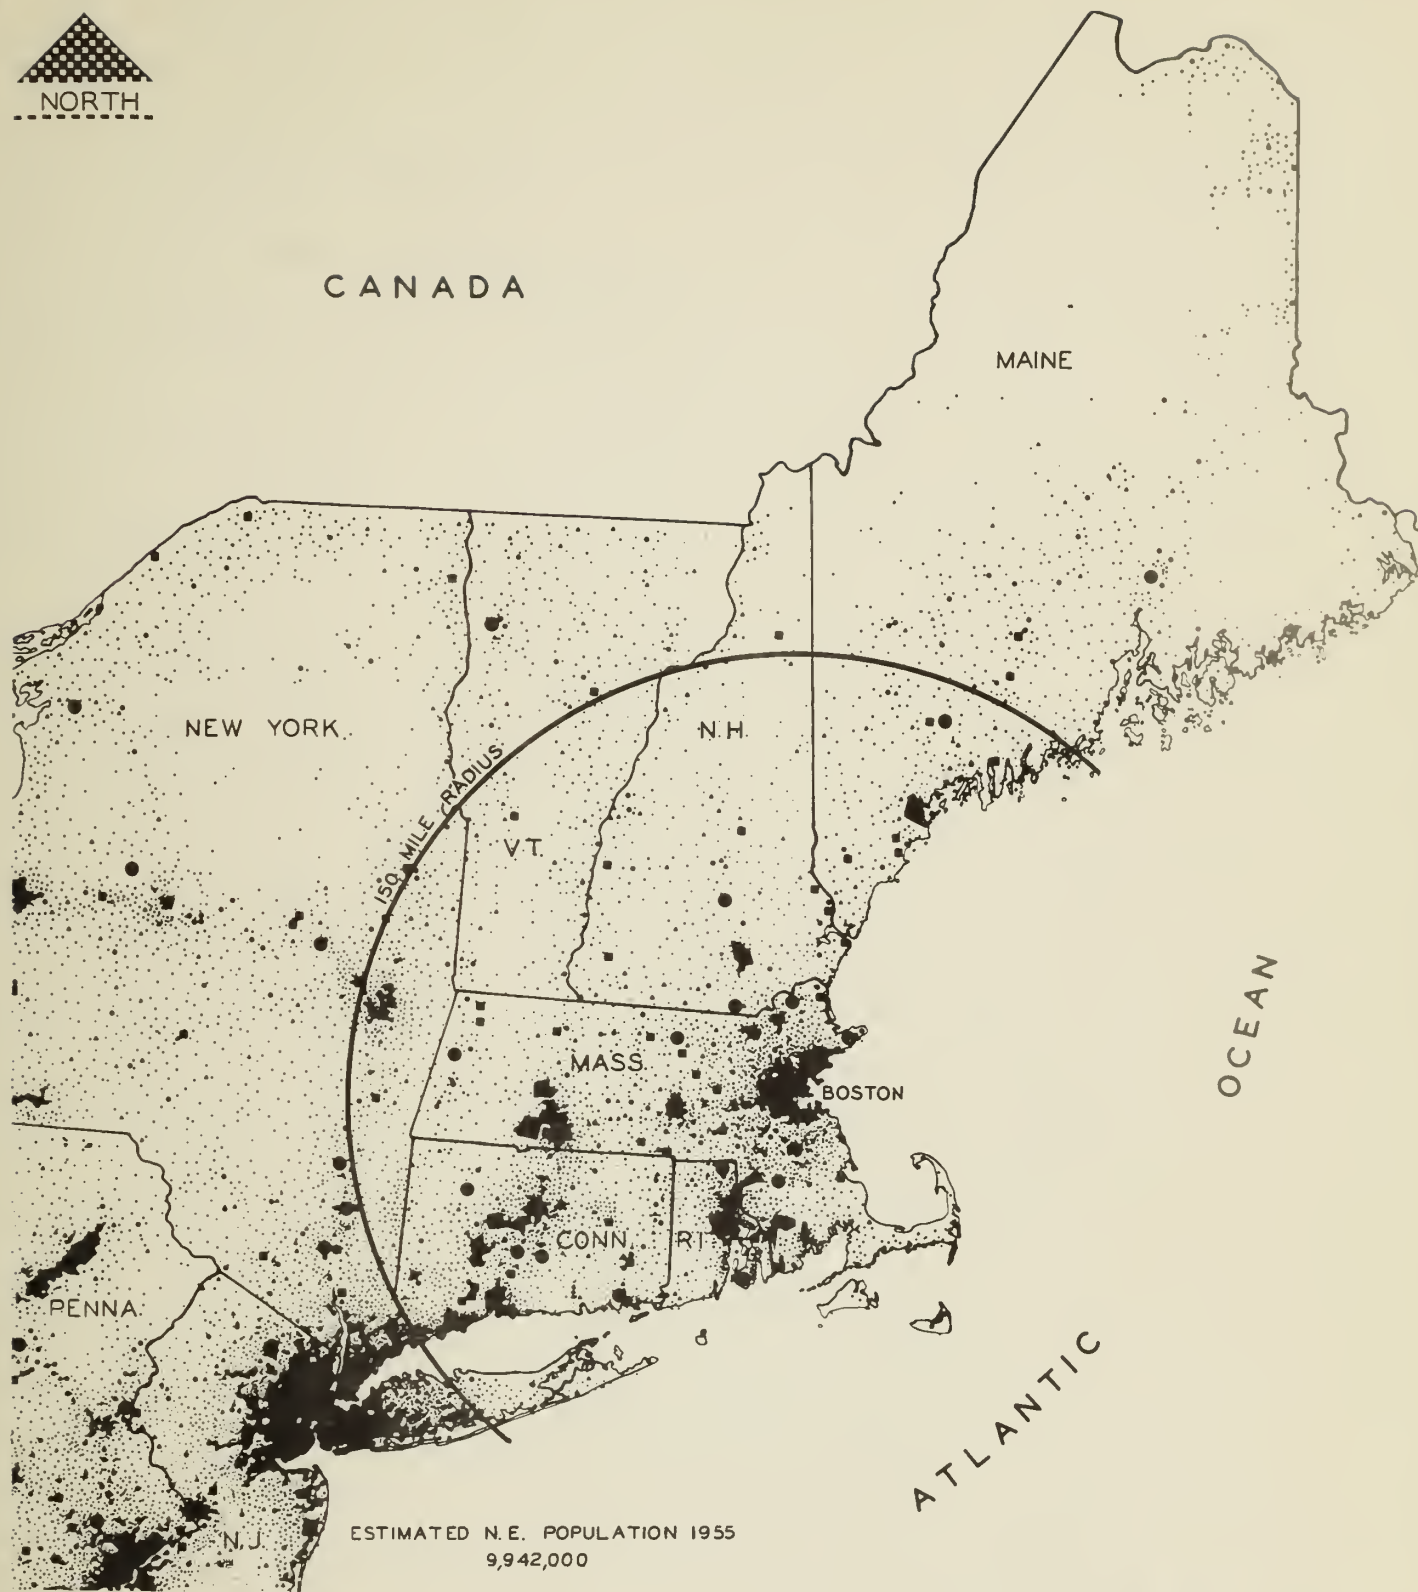 NORTH
CANADA
MAINE
NEW YORK.
N.H.
150 MILE RADIUS
VT.
OCEAN
MASS.
BOSTON
CONN.
R.I.
PENNA.
ATLANTIC
N.J.
ESTIMATED N.E. POPULATION 1955
9,942,000